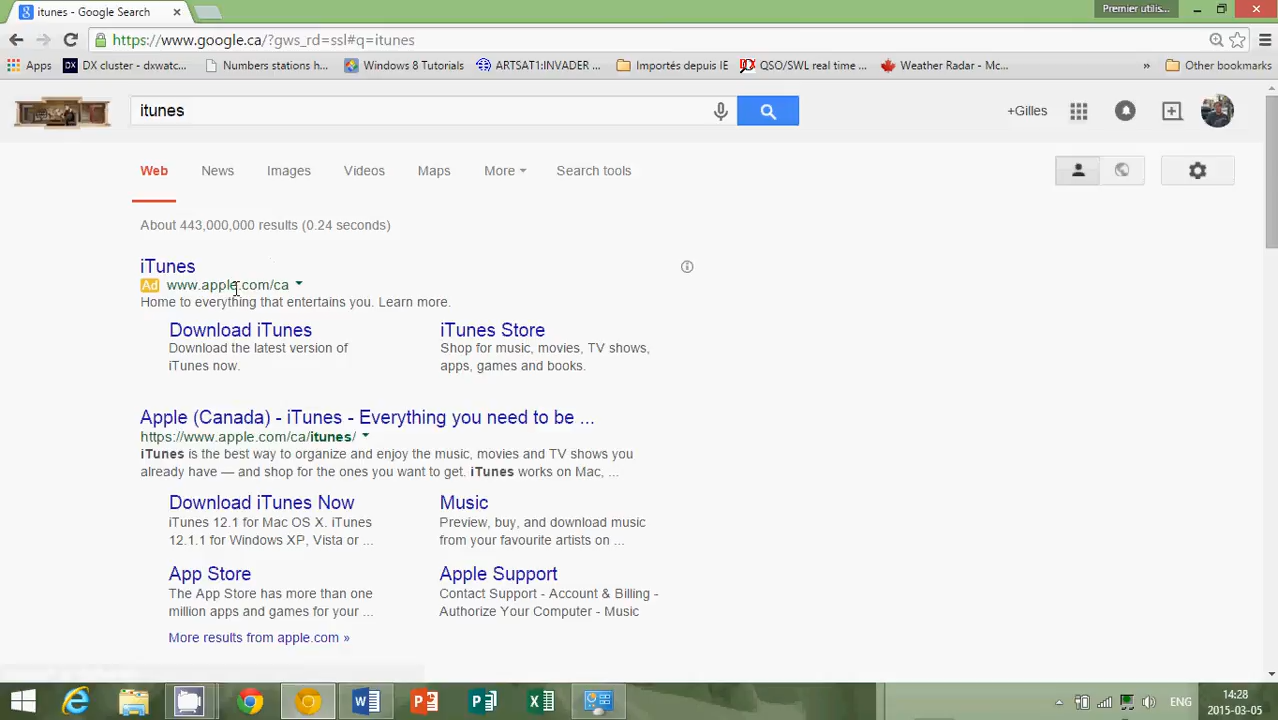 itunes - Google Search
Premier utilis...
https://www.google.ca/?gws_rd=ssl#q=itunes
Apps
DX cluster - dxwatc...
Numbers stations h...
Windows 8 Tutorials
ARTSAT1:INVADER ...
Importés depuis IE
QSO/SWL real time ...
Weather Radar - Mc...
»
Other bookmarks
itunes
+Gilles
Web
News
Images
Videos
Maps
More
Search tools
About 443,000,000 results (0.24 seconds)
iTunes
Ad www.apple.com/ca
Home to everything that entertains you. Learn more.
Download iTunes
Download the latest version of
iTunes now.
iTunes Store
Shop for music, movies, TV shows,
apps, games and books.
Apple (Canada) - iTunes - Everything you need to be ...
https://www.apple.com/ca/itunes/
iTunes is the best way to organize and enjoy the music, movies and TV shows you
already have — and shop for the ones you want to get. iTunes works on Mac, ...
Download iTunes Now
iTunes 12.1 for Mac OS X. iTunes
12.1.1 for Windows XP, Vista or ...
Music
Preview, buy, and download music
from your favourite artists on ...
App Store
The App Store has more than one
million apps and games for your ...
Apple Support
Contact Support - Account & Billing -
Authorize Your Computer - Music
More results from apple.com »
ENG
14:28
2015-03-05